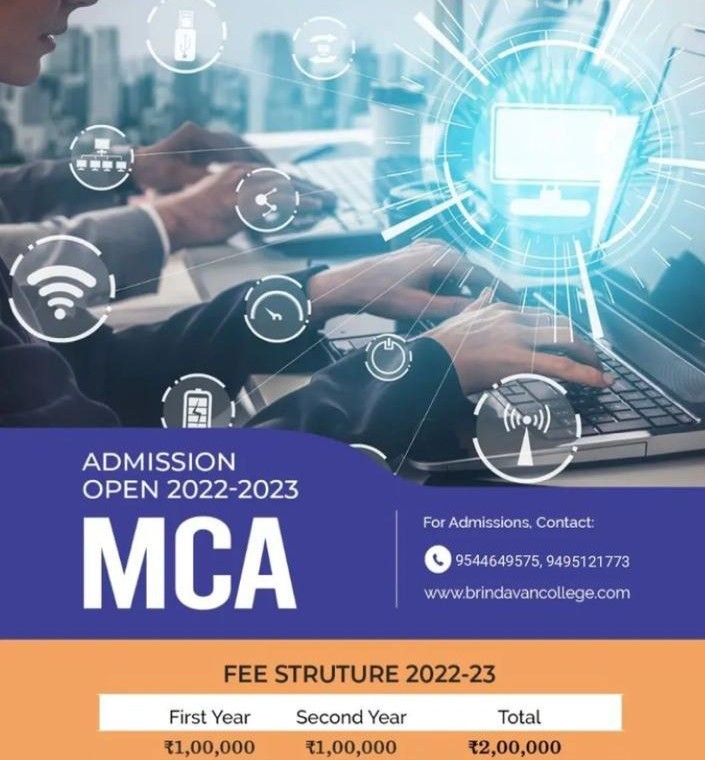 ADMISSION
OPEN 2022-2023
MCA
For Admissions, Contact:
9544649575, 9495121773
www.brindavancollege.com
FEE STRUTURE 2022-23
First Year Second Year Total
₹1,00,000 ₹1,00,000 ₹2,00,000